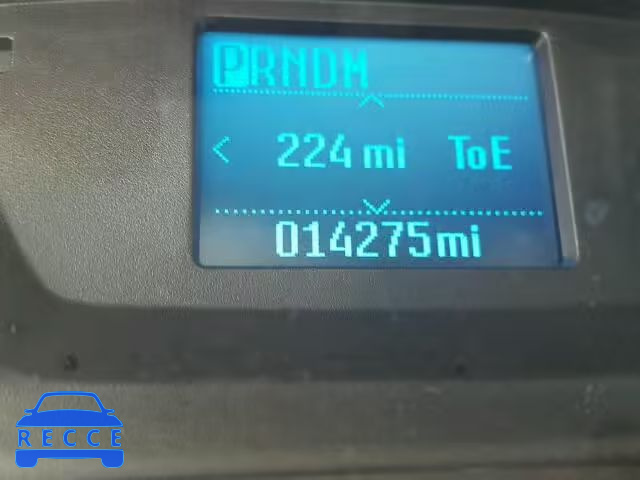 PRNDM
< 224 mi ToE
014275mi
RECCE